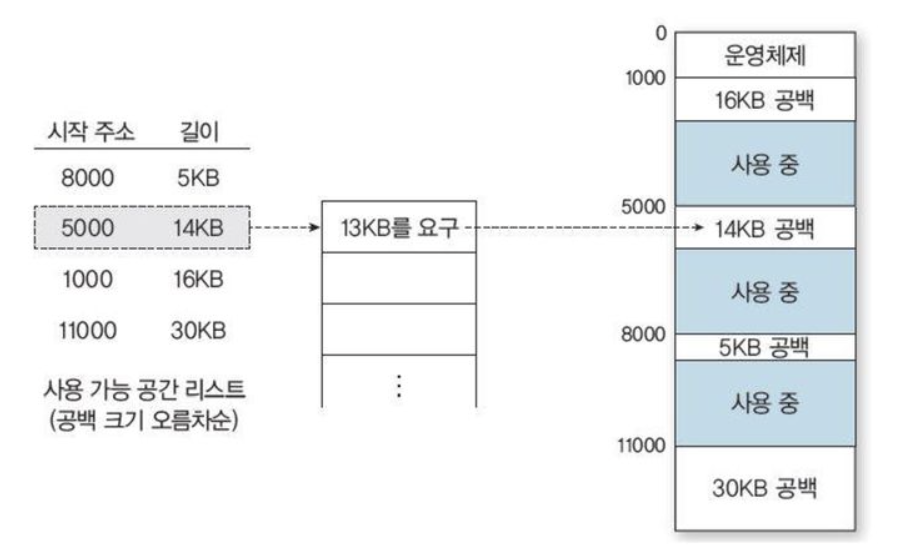 시작 주소 길이
8000 5KB
5000 14KB
1000 16KB
11000 30KB
사용 가능 공간 리스트
(공백 크기 오름차순)
13KB를 요구
⋮
0
운영체제
1000
16KB 공백
사용 중
5000
14KB 공백
사용 중
8000
5KB 공백
사용 중
11000
30KB 공백